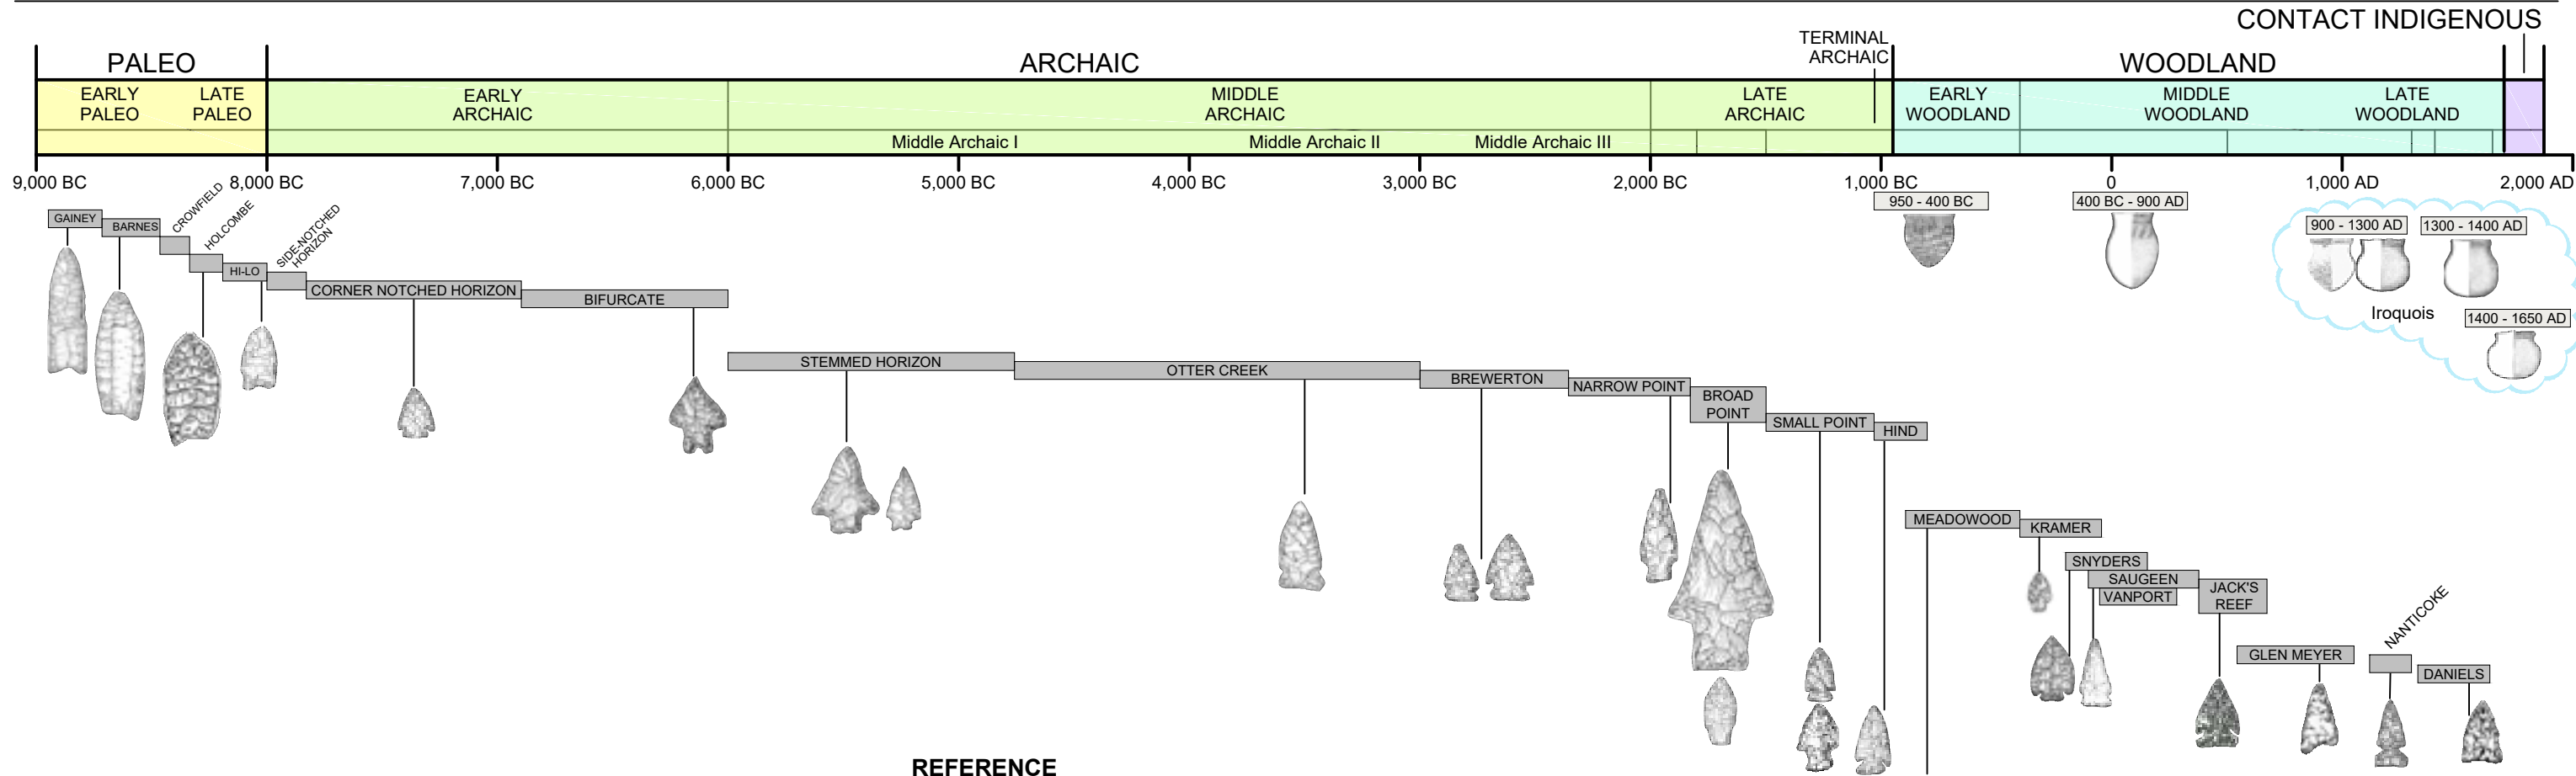 CONTACT INDIGENOUS
TERMINAL
ARCHAIC
PALEO
ARCHAIC
WOODLAND
EARLY
PALEO
LATE
PALEO
EARLY
ARCHAIC
MIDDLE
ARCHAIC
LATE
ARCHAIC
EARLY
WOODLAND
MIDDLE
WOODLAND
LATE
WOODLAND
Middle Archaic I
Middle Archaic II
Middle Archaic III
9,000 BC
8,000 BC
7,000 BC
6,000 BC
5,000 BC
4,000 BC
3,000 BC
2,000 BC
1,000 BC
0
1,000 AD
2,000 AD
950 - 400 BC
400 BC - 900 AD
900 - 1300 AD
1300 - 1400 AD
Iroquois
1400 - 1650 AD
GAINEY
BARNES
CROWFIELD
HOLCOMBE
HI-LO
SIDE-NOTCHED
HORIZON
CORNER NOTCHED HORIZON
BIFURCATE
STEMMED HORIZON
OTTER CREEK
BREWERTON
NARROW POINT
BROAD
POINT
SMALL POINT
HIND
MEADOWOOD
KRAMER
SNYDERS
SAUGEEN
VANPORT
JACK'S
REEF
GLEN MEYER
NANTICOKE
DANIELS
REFERENCE